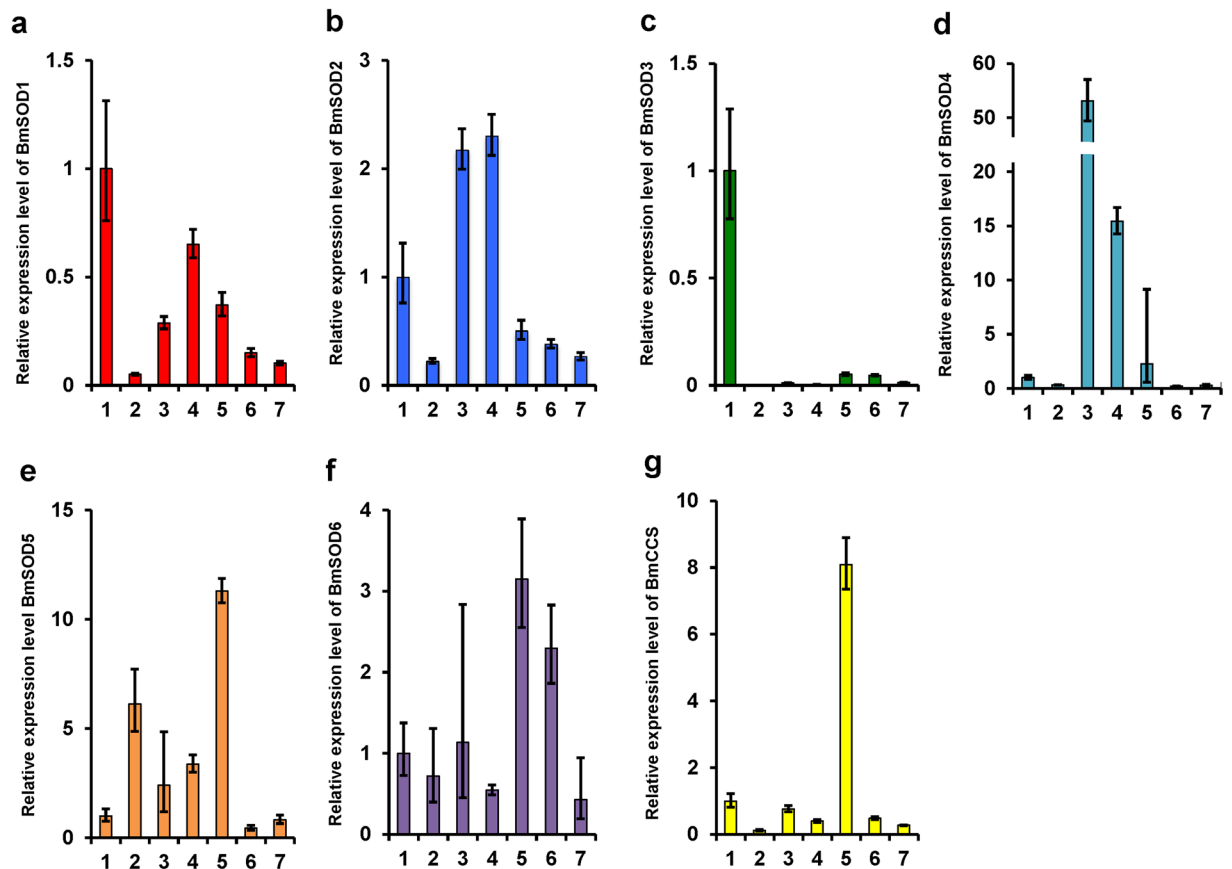 a
Relative expression level of BmSOD1
1.5
1
0.5
0
1 2 3 4 5 6 7
b
Relative expression level of BmSOD2
3
2
1
0
1 2 3 4 5 6 7
c
Relative expression level of BmSOD3
1.5
1
0.5
0
1 2 3 4 5 6 7
d
Relative expression level of BmSOD4
60
50
20
15
10
5
0
1 2 3 4 5 6 7
e
Relative expression level BmSOD5
15
10
5
0
1 2 3 4 5 6 7
f
Relative expression level of BmSOD6
4
3
2
1
0
1 2 3 4 5 6 7
g
Relative expression level of BmCCS
10
8
6
4
2
0
1 2 3 4 5 6 7